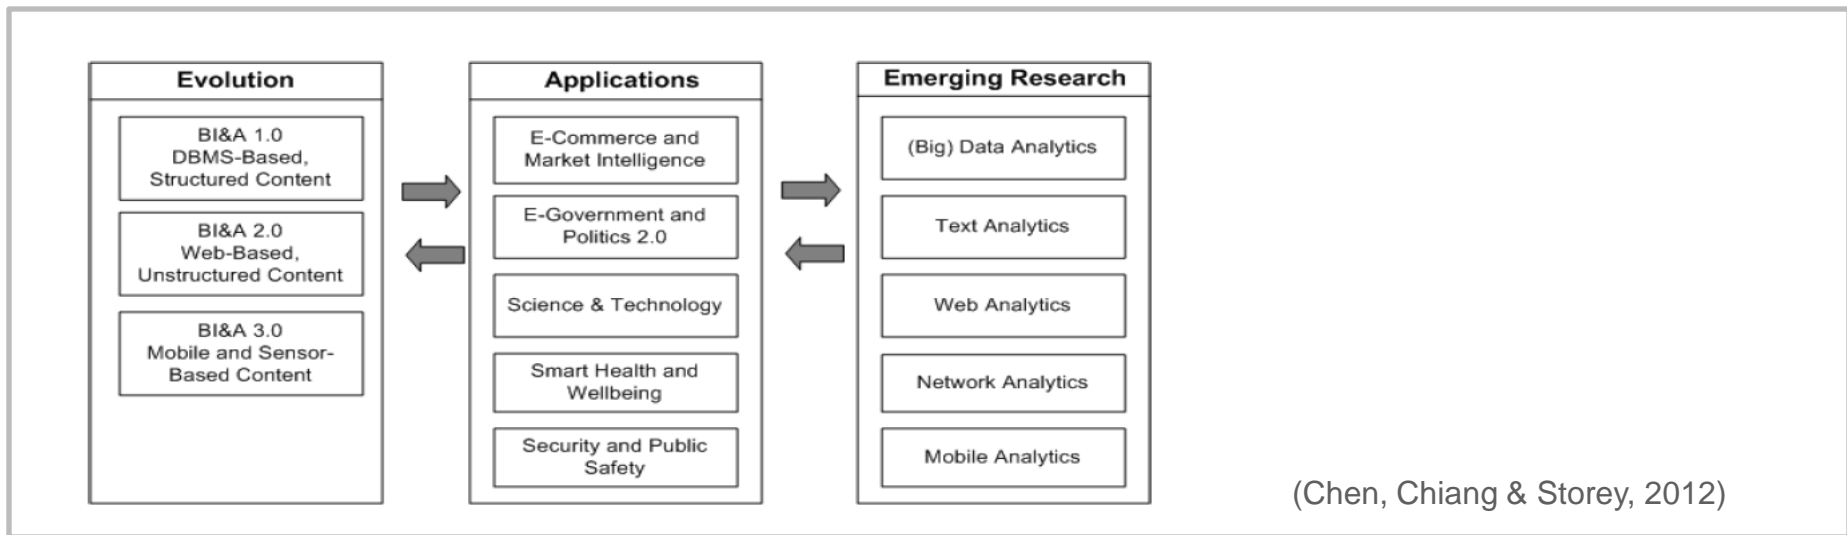 Evolution
BI&A 1.0
DBMS-Based,
Structured Content
BI&A 2.0
Web-Based,
Unstructured Content
BI&A 3.0
Mobile and Sensor-
Based Content
Applications
E-Commerce and
Market Intelligence
E-Government and
Politics 2.0
Science & Technology
Smart Health and
Wellbeing
Security and Public
Safety
Emerging Research
(Big) Data Analytics
Text Analytics
Web Analytics
Network Analytics
Mobile Analytics
(Chen, Chiang & Storey, 2012)